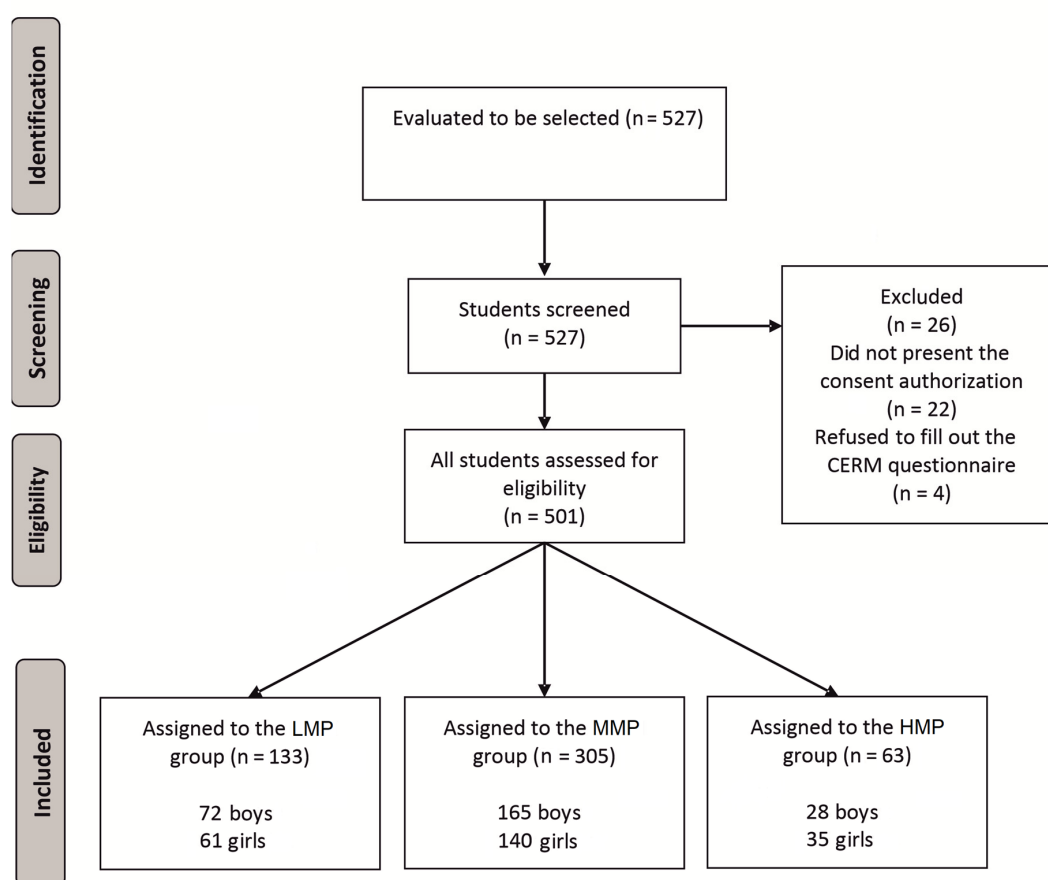 Identification
Evaluated to be selected (n = 527)
Screening
Students screened
(n = 527)
Excluded
(n = 26)
Did not present the
consent authorization
(n = 22)
Refused to fill out the
CERM questionnaire
(n = 4)
Eligibility
All students assessed for
eligibility
(n = 501)
Included
Assigned to the LMP
group (n = 133)
72 boys
61 girls
Assigned to the MMP
group (n = 305)
165 boys
140 girls
Assigned to the HMP
group (n = 63)
28 boys
35 girls